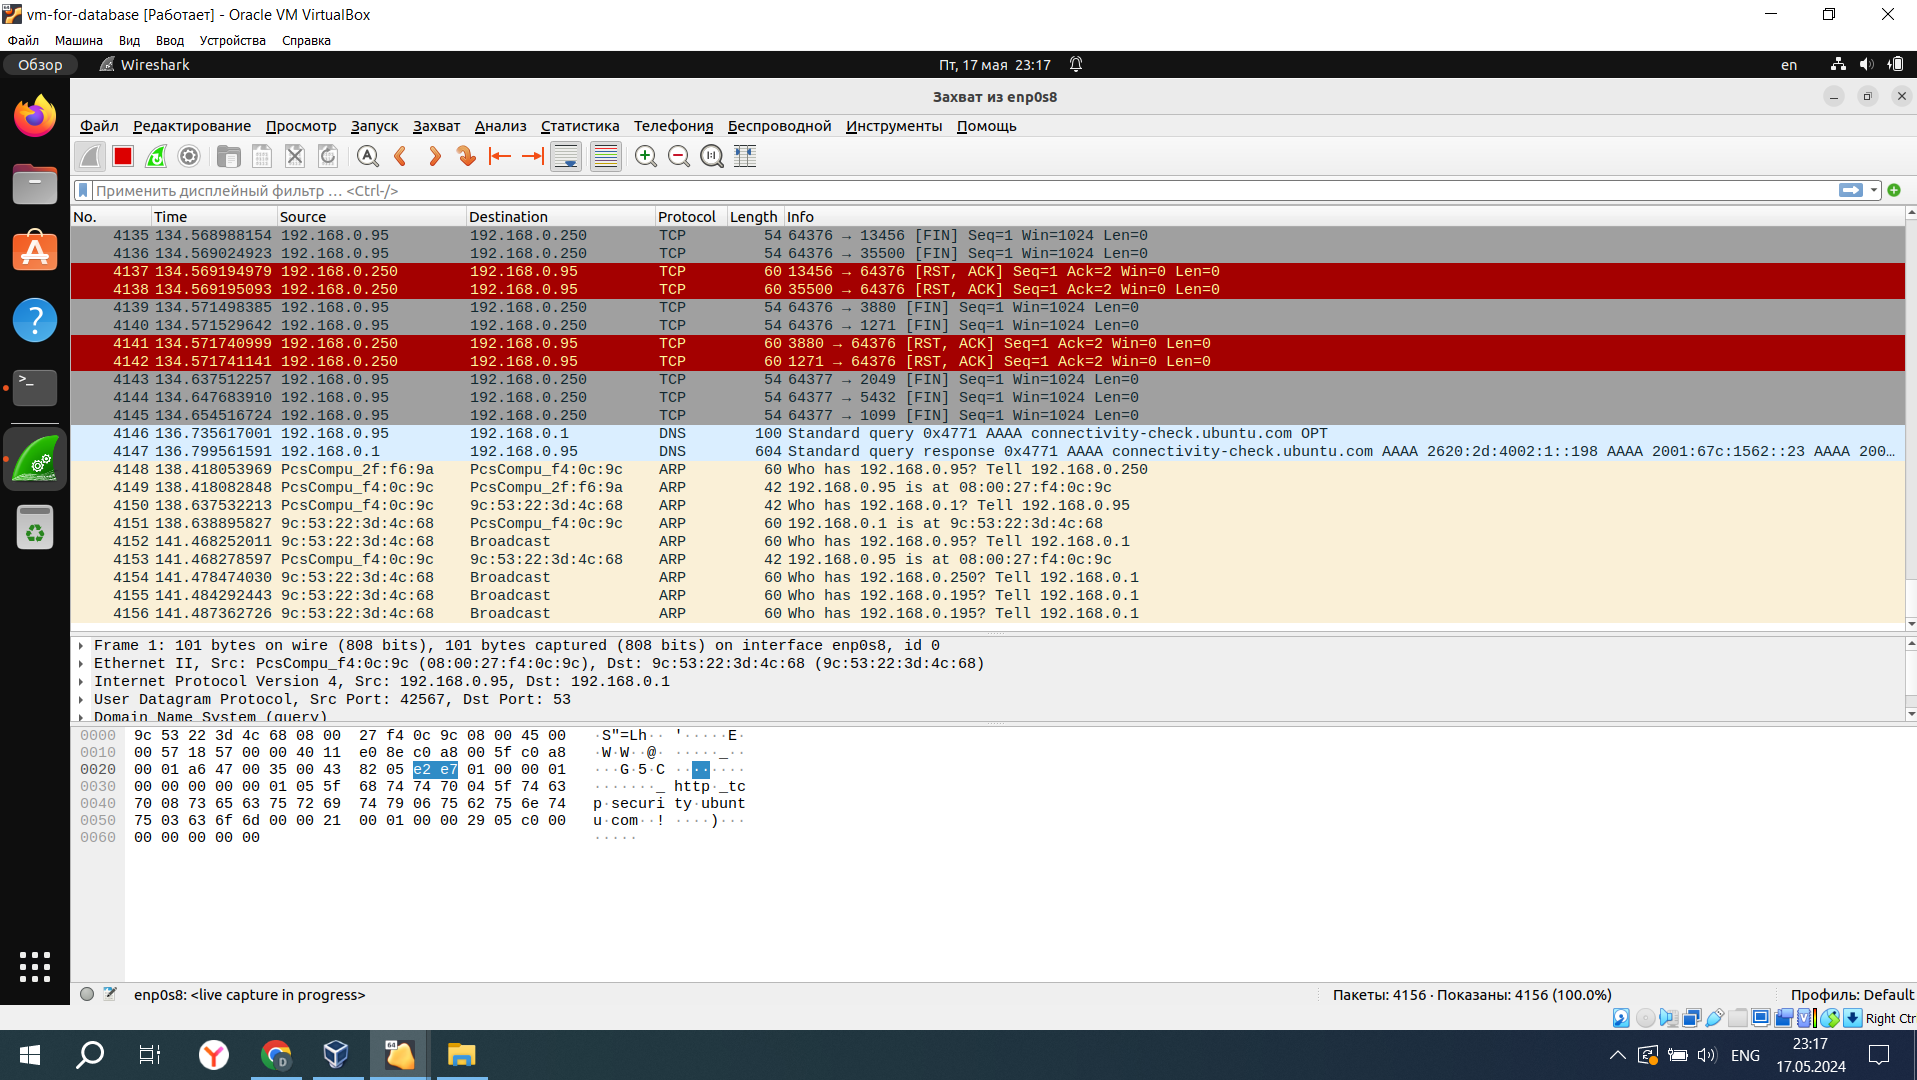 vm-for-database [Работает] - Oracle VM VirtualBox
Файл Машина Вид Ввод Устройства Справка
Обзор Wireshark Пт, 17 мая 23:17 en
Захват из enp0s8
Файл Редактирование Просмотр Запуск Захват Анализ Статистика Телефония Беспроводной Инструменты Помощь
Применить дисплейный фильтр … <Ctrl-/>
No. Time Source Destination Protocol Length Info
4135 134.568988154 192.168.0.95 192.168.0.250 TCP 54 64376 → 13456 [FIN] Seq=1 Win=1024 Len=0
4136 134.569024923 192.168.0.95 192.168.0.250 TCP 54 64376 → 35500 [FIN] Seq=1 Win=1024 Len=0
4137 134.569194979 192.168.0.250 192.168.0.95 TCP 60 13456 → 64376 [RST, ACK] Seq=1 Ack=2 Win=0 Len=0
4138 134.569195093 192.168.0.250 192.168.0.95 TCP 60 35500 → 64376 [RST, ACK] Seq=1 Ack=2 Win=0 Len=0
4139 134.571498385 192.168.0.95 192.168.0.250 TCP 54 64376 → 3880 [FIN] Seq=1 Win=1024 Len=0
4140 134.571529642 192.168.0.95 192.168.0.250 TCP 54 64376 → 1271 [FIN] Seq=1 Win=1024 Len=0
4141 134.571740999 192.168.0.250 192.168.0.95 TCP 60 3880 → 64376 [RST, ACK] Seq=1 Ack=2 Win=0 Len=0
4142 134.571741141 192.168.0.250 192.168.0.95 TCP 60 1271 → 64376 [RST, ACK] Seq=1 Ack=2 Win=0 Len=0
4143 134.637512257 192.168.0.95 192.168.0.250 TCP 54 64377 → 2049 [FIN] Seq=1 Win=1024 Len=0
4144 134.647683910 192.168.0.95 192.168.0.250 TCP 54 64377 → 5432 [FIN] Seq=1 Win=1024 Len=0
4145 134.654516724 192.168.0.95 192.168.0.250 TCP 54 64377 → 1099 [FIN] Seq=1 Win=1024 Len=0
4146 136.735617001 192.168.0.95 192.168.0.1 DNS 100 Standard query 0x4771 AAAA connectivity-check.ubuntu.com OPT
4147 136.799561591 192.168.0.1 192.168.0.95 DNS 604 Standard query response 0x4771 AAAA connectivity-check.ubuntu.com AAAA 2620:2d:4002:1::198 AAAA 2001:67c:1562::23 AAAA 200…
4148 138.418053969 PcsCompu_2f:f6:9a PcsCompu_f4:0c:9c ARP 60 Who has 192.168.0.95? Tell 192.168.0.250
4149 138.418082848 PcsCompu_f4:0c:9c PcsCompu_2f:f6:9a ARP 42 192.168.0.95 is at 08:00:27:f4:0c:9c
4150 138.637532213 PcsCompu_f4:0c:9c 9c:53:22:3d:4c:68 ARP 42 Who has 192.168.0.1? Tell 192.168.0.95
4151 138.638895827 9c:53:22:3d:4c:68 PcsCompu_f4:0c:9c ARP 60 192.168.0.1 is at 9c:53:22:3d:4c:68
4152 141.468252011 9c:53:22:3d:4c:68 Broadcast ARP 60 Who has 192.168.0.95? Tell 192.168.0.1
4153 141.468278597 PcsCompu_f4:0c:9c 9c:53:22:3d:4c:68 ARP 42 192.168.0.95 is at 08:00:27:f4:0c:9c
4154 141.478474030 9c:53:22:3d:4c:68 Broadcast ARP 60 Who has 192.168.0.250? Tell 192.168.0.1
4155 141.484292443 9c:53:22:3d:4c:68 Broadcast ARP 60 Who has 192.168.0.195? Tell 192.168.0.1
4156 141.487362726 9c:53:22:3d:4c:68 Broadcast ARP 60 Who has 192.168.0.195? Tell 192.168.0.1
Frame 1: 101 bytes on wire (808 bits), 101 bytes captured (808 bits) on interface enp0s8, id 0
Ethernet II, Src: PcsCompu_f4:0c:9c (08:00:27:f4:0c:9c), Dst: 9c:53:22:3d:4c:68 (9c:53:22:3d:4c:68)
Internet Protocol Version 4, Src: 192.168.0.95, Dst: 192.168.0.1
User Datagram Protocol, Src Port: 42567, Dst Port: 53
Domain Name System (query)
0000 9c 53 22 3d 4c 68 08 00 27 f4 0c 9c 08 00 45 00 ·S"=Lh·· '·····E·
0010 00 57 18 57 00 00 40 11 e0 8e c0 a8 00 5f c0 a8 ·W·W··@· ·····_··
0020 00 01 a6 47 00 35 00 43 82 05 e2 e7 01 00 00 01 ···G·5·C ········
0030 00 00 00 00 00 01 05 5f 68 74 74 70 04 5f 74 63 ·······_ http·_tc
0040 70 08 73 65 63 75 72 69 74 79 06 75 62 75 6e 74 p·securi ty·ubunt
0050 75 03 63 6f 6d 00 00 21 00 01 00 00 29 05 c0 00 u·com··! ····)···
0060 00 00 00 00 00 ·····
enp0s8: <live capture in progress> Пакеты: 4156 · Показаны: 4156 (100.0%) Профиль: Default
Right Ctr
ENG 23:17
17.05.2024